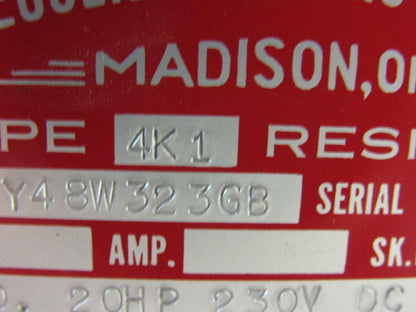 MADISON, O
PE 4K1 RES
Y48W323GB SERIAL
AMP. SK.
20HP 230V DC